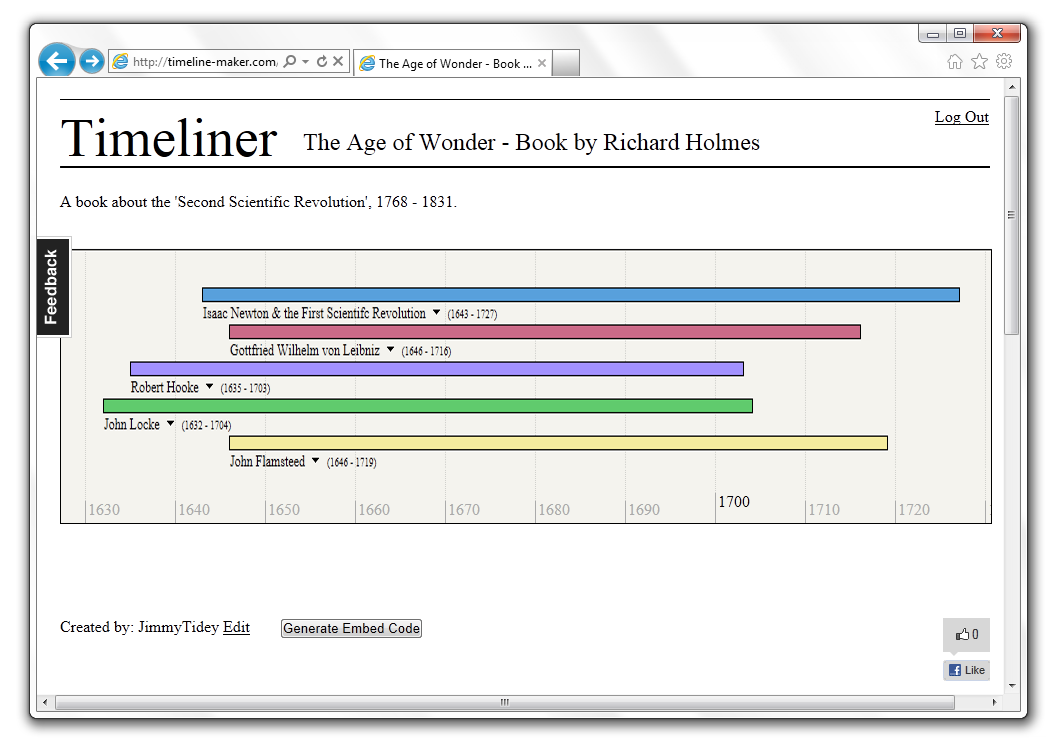 http://timeline-maker.com,
The Age of Wonder - Book ...
Log Out
Timeliner The Age of Wonder - Book by Richard Holmes
A book about the 'Second Scientific Revolution', 1768 - 1831.
Feedback
Isaac Newton & the First Scientifc Revolution (1643 - 1727)
Gottfried Wilhelm von Leibniz (1646 - 1716)
Robert Hooke (1635 - 1703)
John Locke (1632 - 1704)
John Flamsteed (1646 - 1719)
1630 1640 1650 1660 1670 1680 1690 1700 1710 1720
Created by: JimmyTidey Edit Generate Embed Code
0
Like